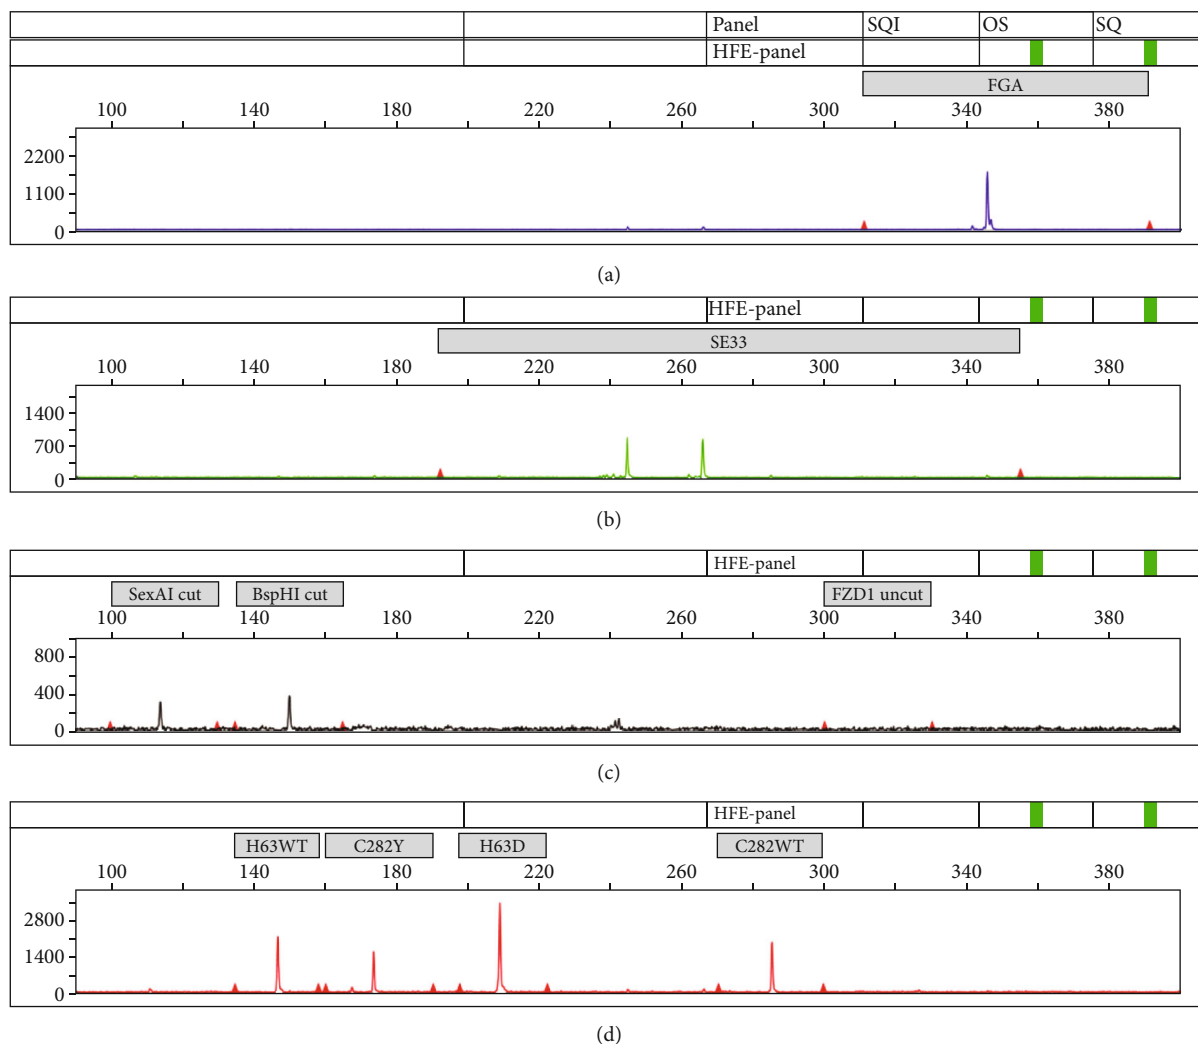 Panel SQI OS SQ
HFE-panel
FGA
100 140 180 220 260 300 340 380
2200
1100
0
(a)
HFE-panel
SE33
100 140 180 220 260 300 340 380
1400
700
0
(b)
HFE-panel
SexAI cut BspHI cut FZD1 uncut
100 140 180 220 260 300 340 380
800
400
0
(c)
HFE-panel
H63WT C282Y H63D C282WT
100 140 180 220 260 300 340 380
2800
1400
0
(d)